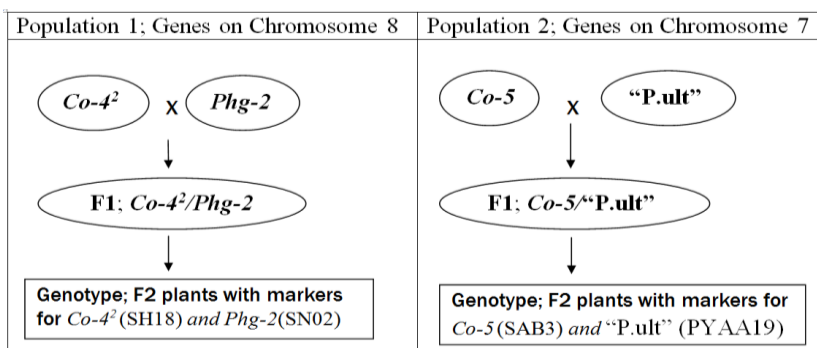 Population 1; Genes on Chromosome 8
Co-4² X Phg-2
F1; Co-4²/Phg-2
Genotype; F2 plants with markers
for Co-4² (SH18) and Phg-2(SN02)
Population 2; Genes on Chromosome 7
Co-5 X “P.ult”
F1; Co-5/“P.ult”
Genotype; F2 plants with markers for
Co-5 (SAB3) and “P.ult” (PYAA19)